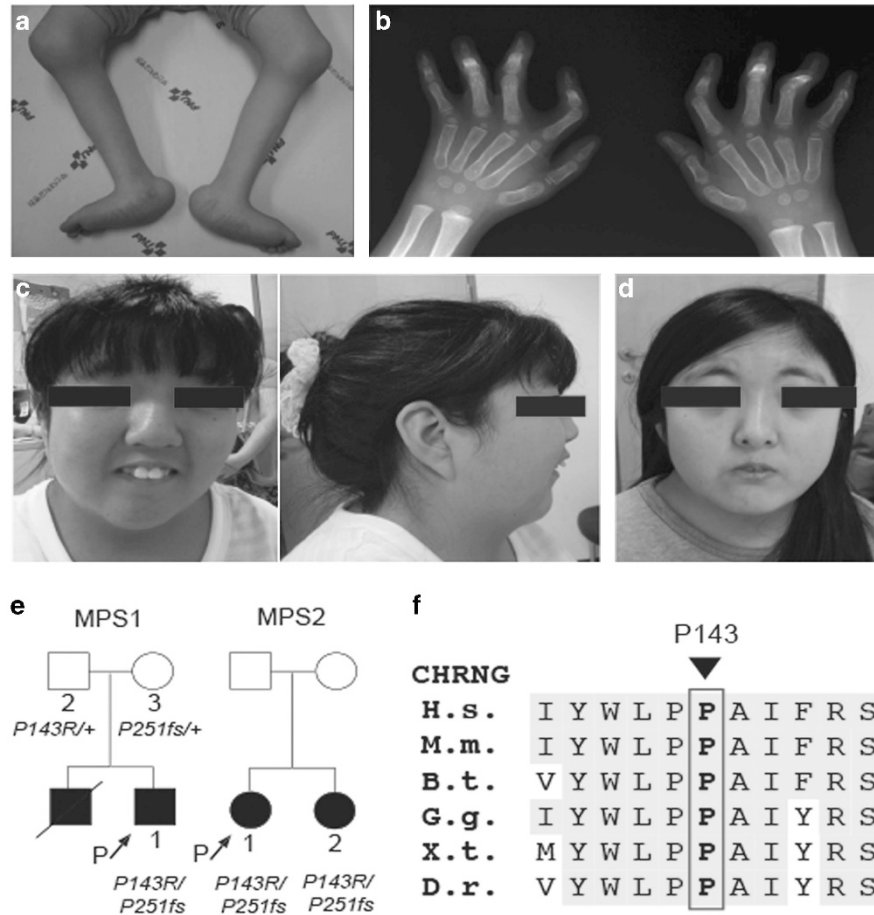 a
b
c
d
e
MPS1
MPS2
2
3
P143R/+
P251fs/+
P
1
P
1
2
P143R/
P251fs
P143R/
P251fs
P143R/
P251fs
f
P143
CHRNG
H.s. I Y W L P P A I F R S
M.m. I Y W L P P A I F R S
B.t. V Y W L P P A I F R S
G.g. I Y W L P P A I Y R S
X.t. M Y W L P P A I Y R S
D.r. V Y W L P P A I Y R S